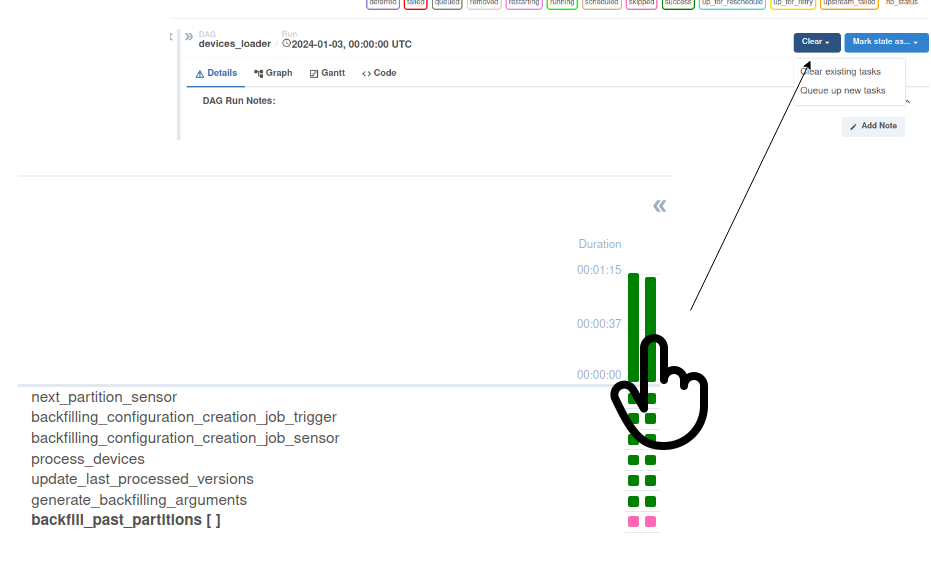 deferred failed queued removed restarting running scheduled skipped success up_for_reschedule up_for_retry upstream_failed no_status
DAG Run
devices_loader / 2024-01-03, 00:00:00 UTC
Clear Mark state as...
Details Graph Gantt <> Code
Clear existing tasks
Queue up new tasks
DAG Run Notes:
Add Note
Duration
00:01:15
00:00:37
00:00:00
next_partition_sensor
backfilling_configuration_creation_job_trigger
backfilling_configuration_creation_job_sensor
process_devices
update_last_processed_versions
generate_backfilling_arguments
backfill_past_partitions [ ]